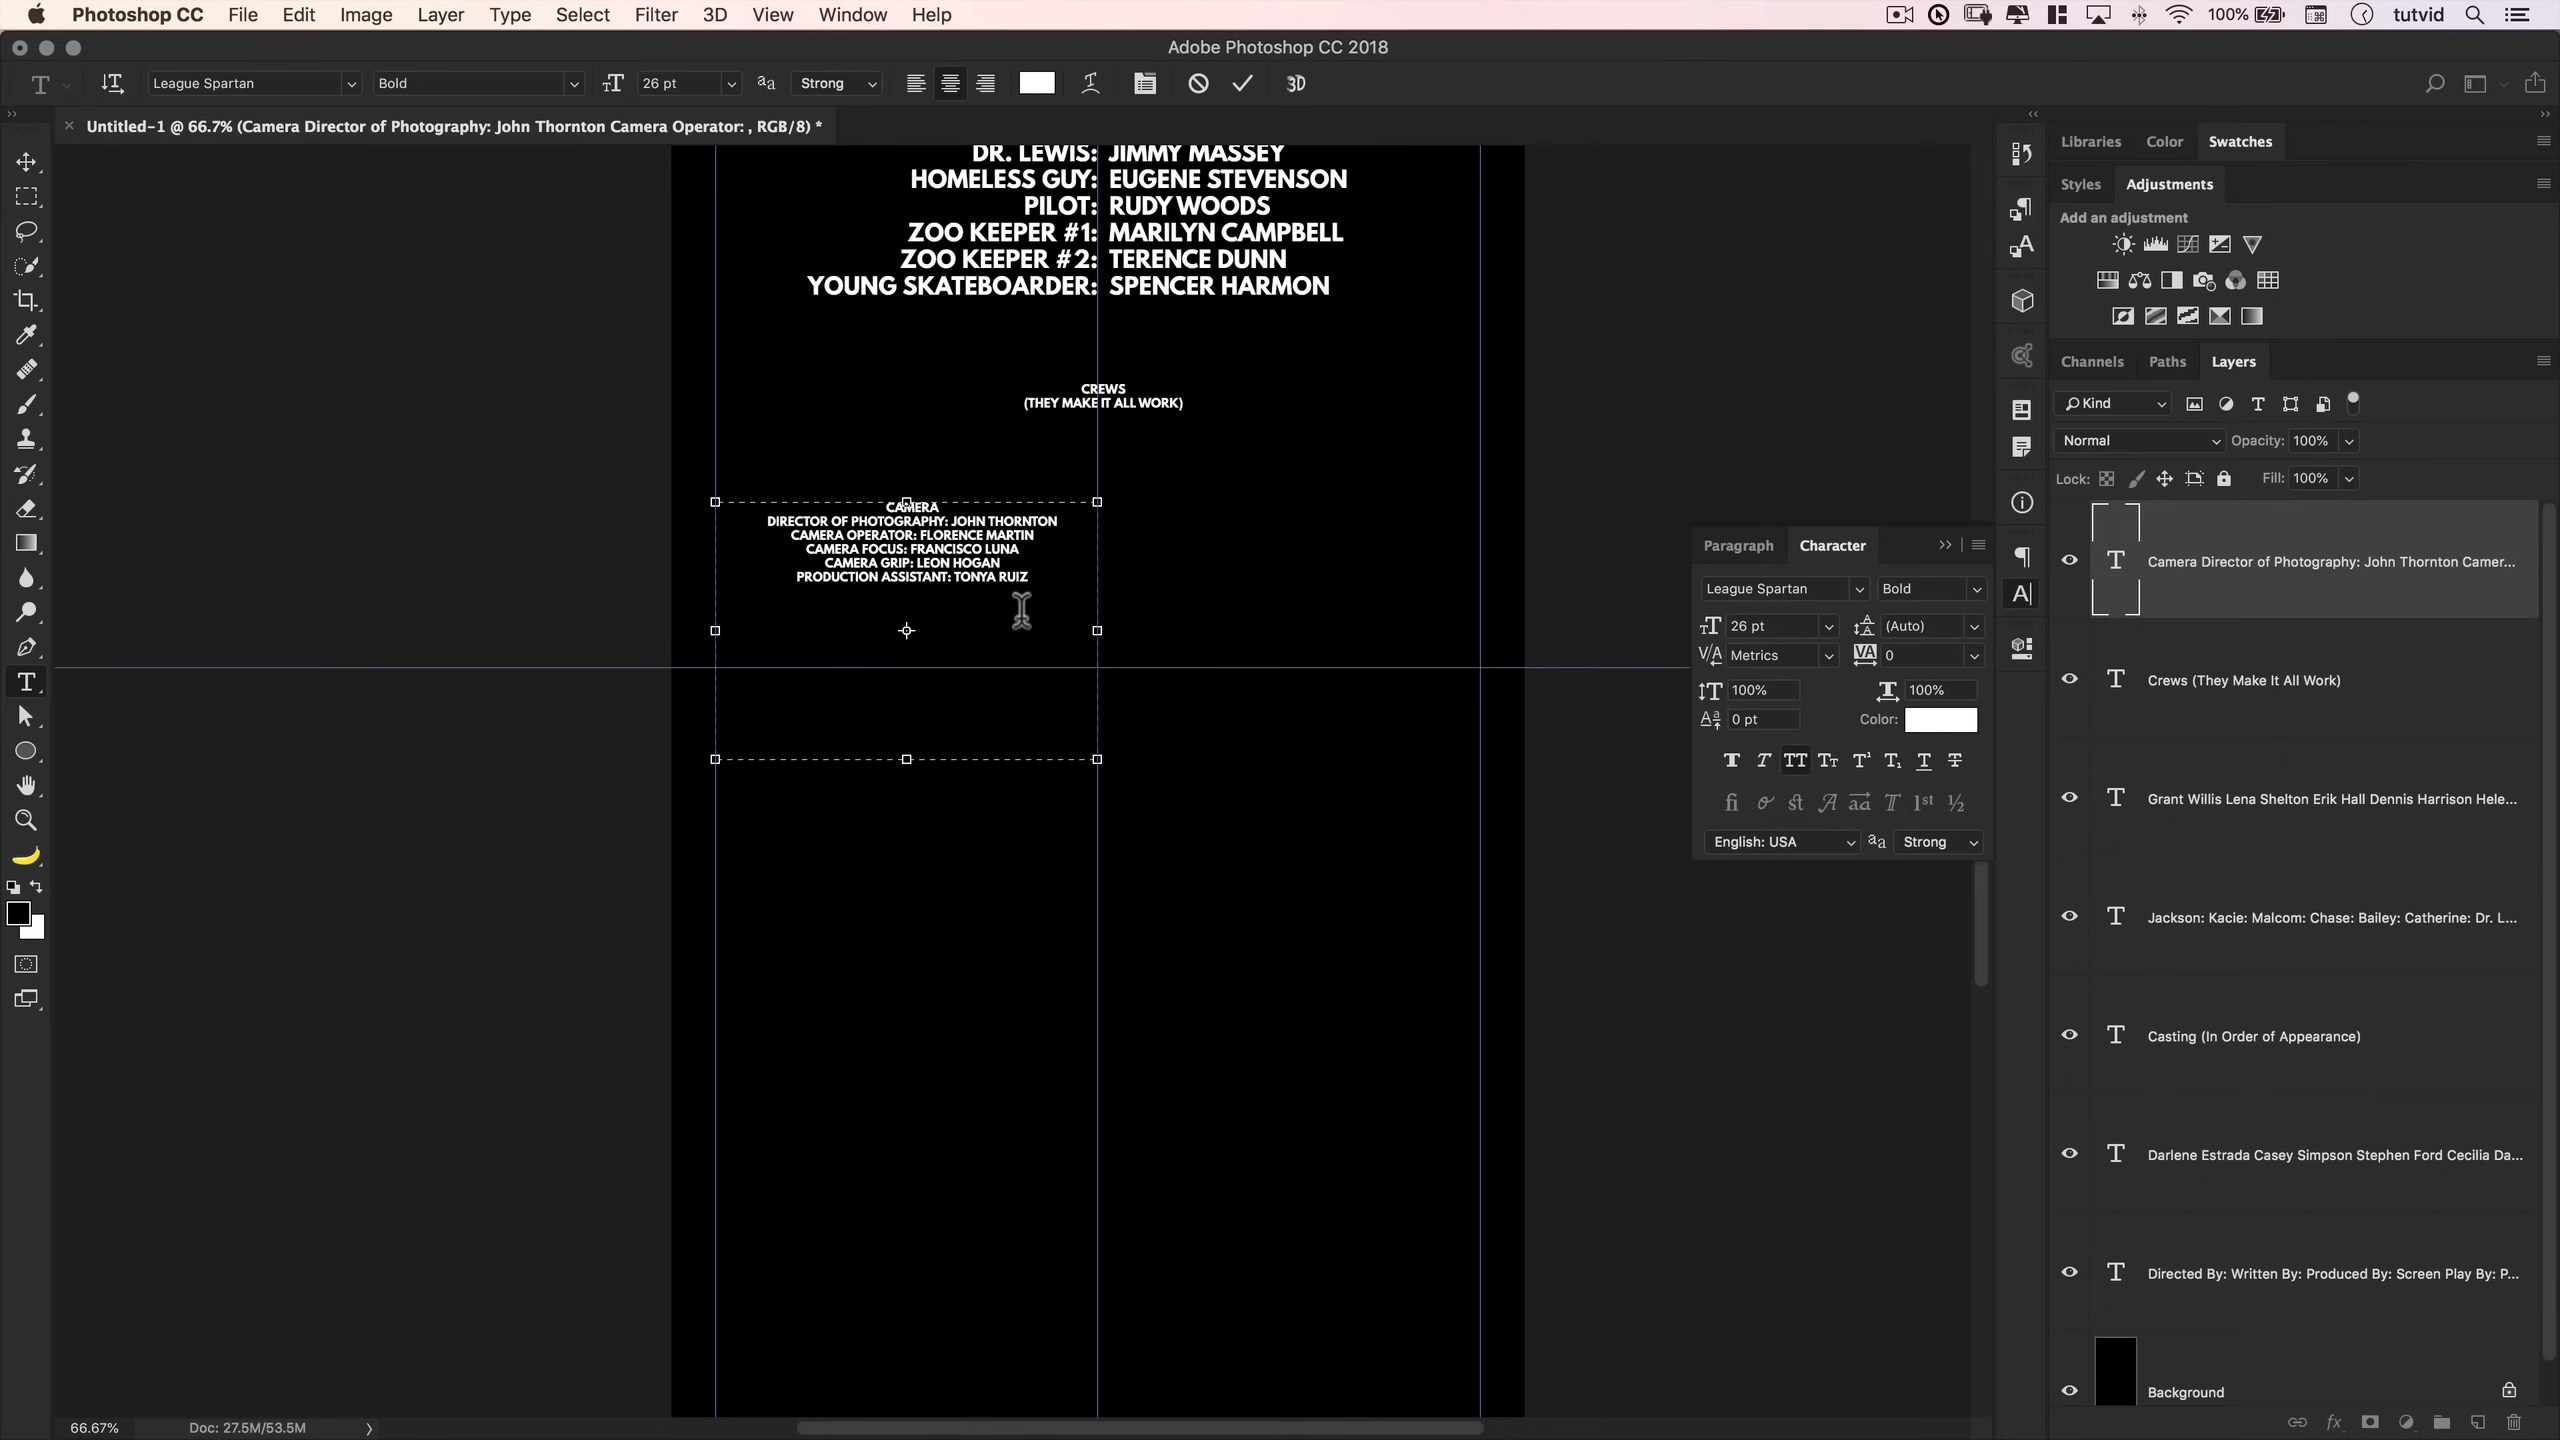 Photoshop CC File Edit Image Layer Type Select Filter 3D View Window Help 100% tutvid
Adobe Photoshop CC 2018
League Spartan Bold 26 pt Strong 3D
Untitled-1 @ 66.7% (Camera Director of Photography: John Thornton Camera Operator: , RGB/8) *
DR. LEWIS: JIMMY MASSEY
HOMELESS GUY: EUGENE STEVENSON
PILOT: RUDY WOODS
ZOO KEEPER #1: MARILYN CAMPBELL
ZOO KEEPER #2: TERENCE DUNN
YOUNG SKATEBOARDER: SPENCER HARMON
CREWS
(THEY MAKE IT ALL WORK)
CAMERA
DIRECTOR OF PHOTOGRAPHY: JOHN THORNTON
CAMERA OPERATOR: FLORENCE MARTIN
CAMERA FOCUS: FRANCISCO LUNA
CAMERA GRIP: LEON HOGAN
PRODUCTION ASSISTANT: TONYA RUIZ
Paragraph Character
League Spartan Bold
26 pt (Auto)
Metrics 0
100% 100%
0 pt Color:
English: USA Strong
Libraries Color Swatches
Styles Adjustments
Add an adjustment
Channels Paths Layers
Kind
Normal Opacity: 100%
Lock: Fill: 100%
Camera Director of Photography: John Thornton Camer...
Crews (They Make It All Work)
Grant Willis Lena Shelton Erik Hall Dennis Harrison Hele...
Jackson: Kacie: Malcom: Chase: Bailey: Catherine: Dr. L...
Casting (In Order of Appearance)
Darlene Estrada Casey Simpson Stephen Ford Cecilia Da...
Directed By: Written By: Produced By: Screen Play By: P...
Background
66.67% Doc: 27.5M/53.5M